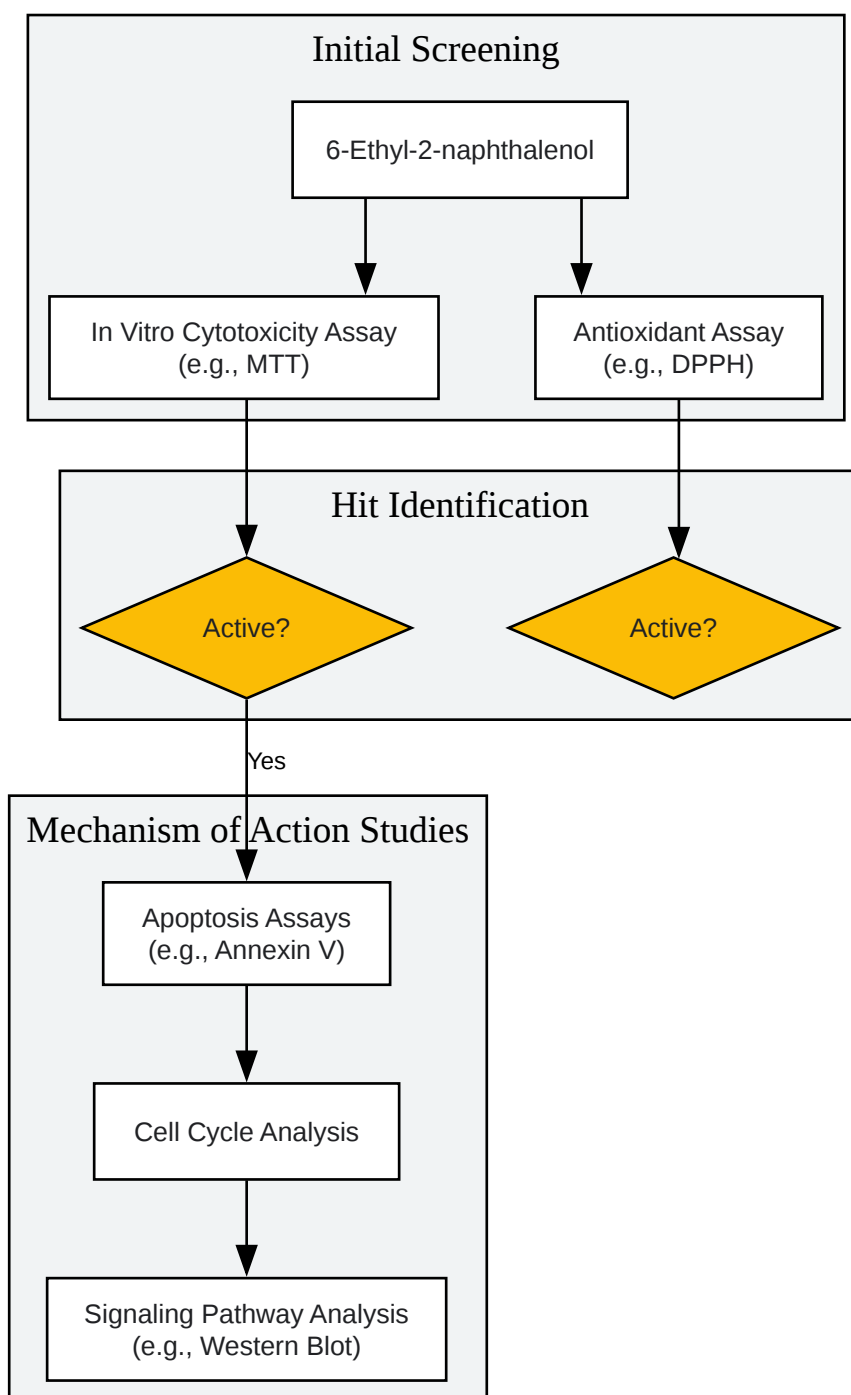 Initial Screening
6-Ethyl-2-naphthalenol
In Vitro Cytotoxicity Assay
(e.g., MTT)
Antioxidant Assay
(e.g., DPPH)
Hit Identification
Active?
Active?
Yes
Mechanism of Action Studies
Apoptosis Assays
(e.g., Annexin V)
Cell Cycle Analysis
Signaling Pathway Analysis
(e.g., Western Blot)